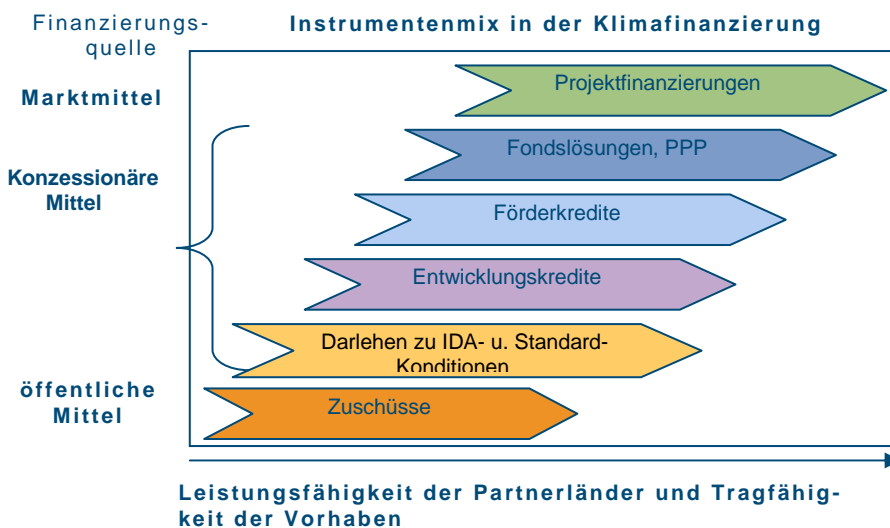 Finanzierungs-
quelle
Instrumentenmix in der Klimafinanzierung
Marktmittel
Projektfinanzierungen
Fondslösungen, PPP
Konzessionäre
Mittel
Förderkredite
Entwicklungskredite
Darlehen zu IDA- u. Standard-
Konditionen
öffentliche
Mittel
Zuschüsse
Leistungsfähigkeit der Partnerländer und Tragfähig-
keit der Vorhaben